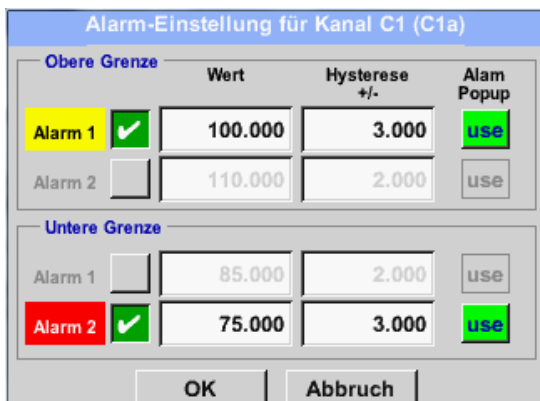 Alarm-Einstellung für Kanal C1 (C1a)
Obere Grenze
Wert Hysterese +/- Alam Popup
Alarm 1 100.000 3.000 use
Alarm 2 110.000 2.000 use
Untere Grenze
Alarm 1 85.000 2.000 use
Alarm 2 75.000 3.000 use
OK Abbruch